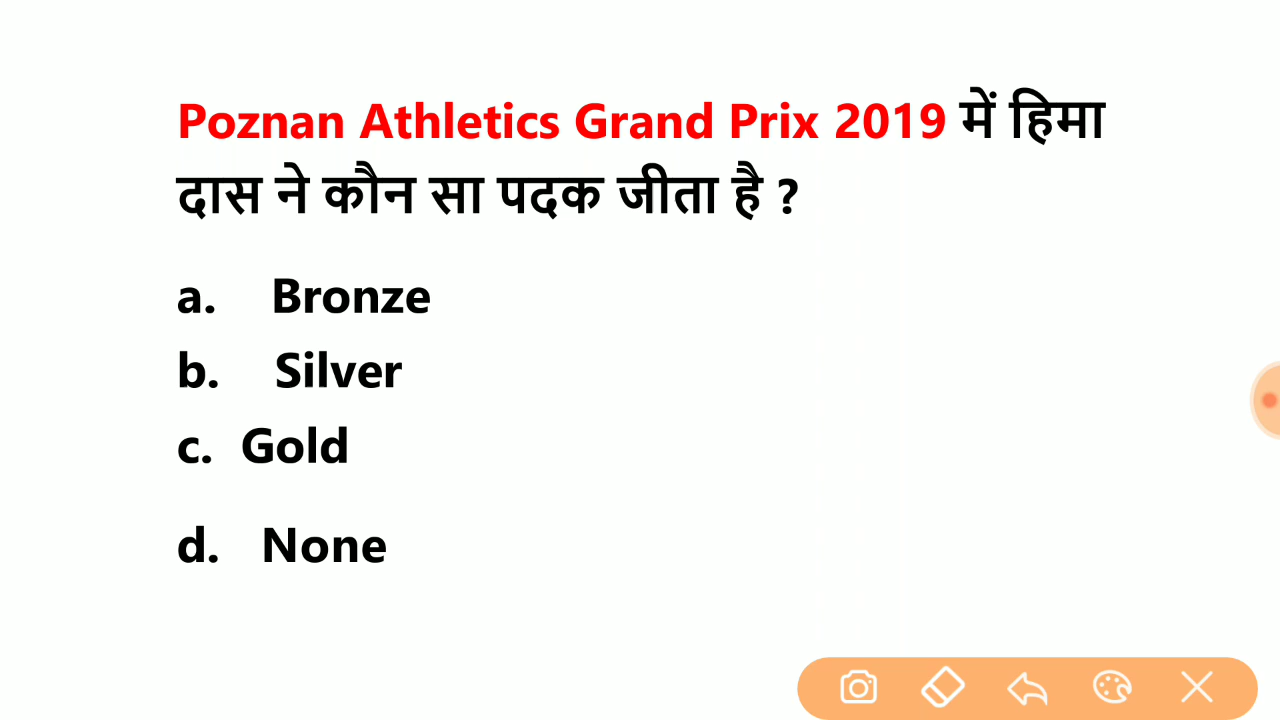 Poznan Athletics Grand Prix 2019 में हिमा
दास ने कौन सा पदक जीता है ?
a. Bronze
b. Silver
c. Gold
d. None